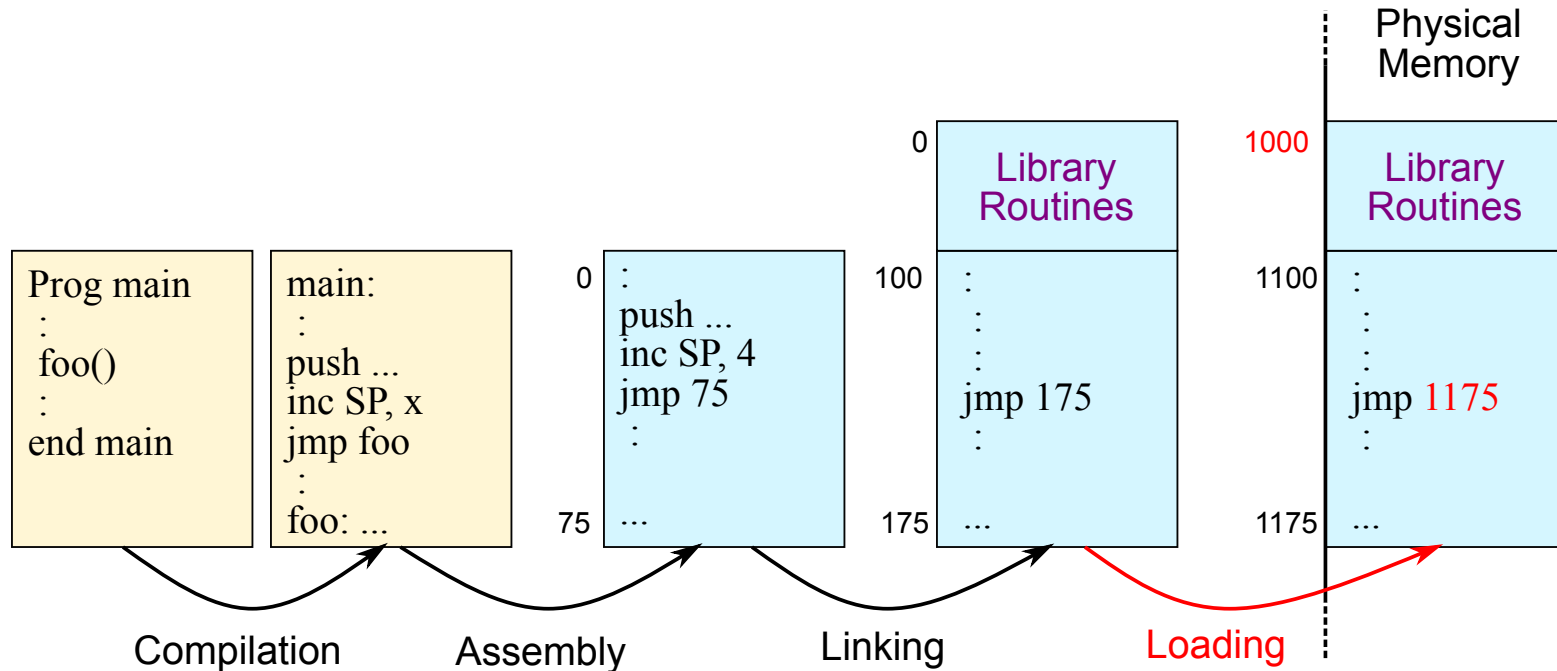 Physical
Memory
Prog main
:
foo()
:
end main
main:
:
push ...
inc SP, x
jmp foo
:
foo: ...
0
75
:
push ...
inc SP, 4
jmp 75
:
...
0
100
175
Library
Routines
:
:
:
:
jmp 175
:
...
1000
1100
1175
Library
Routines
:
:
:
:
jmp 1175
:
...
Compilation
Assembly
Linking
Loading